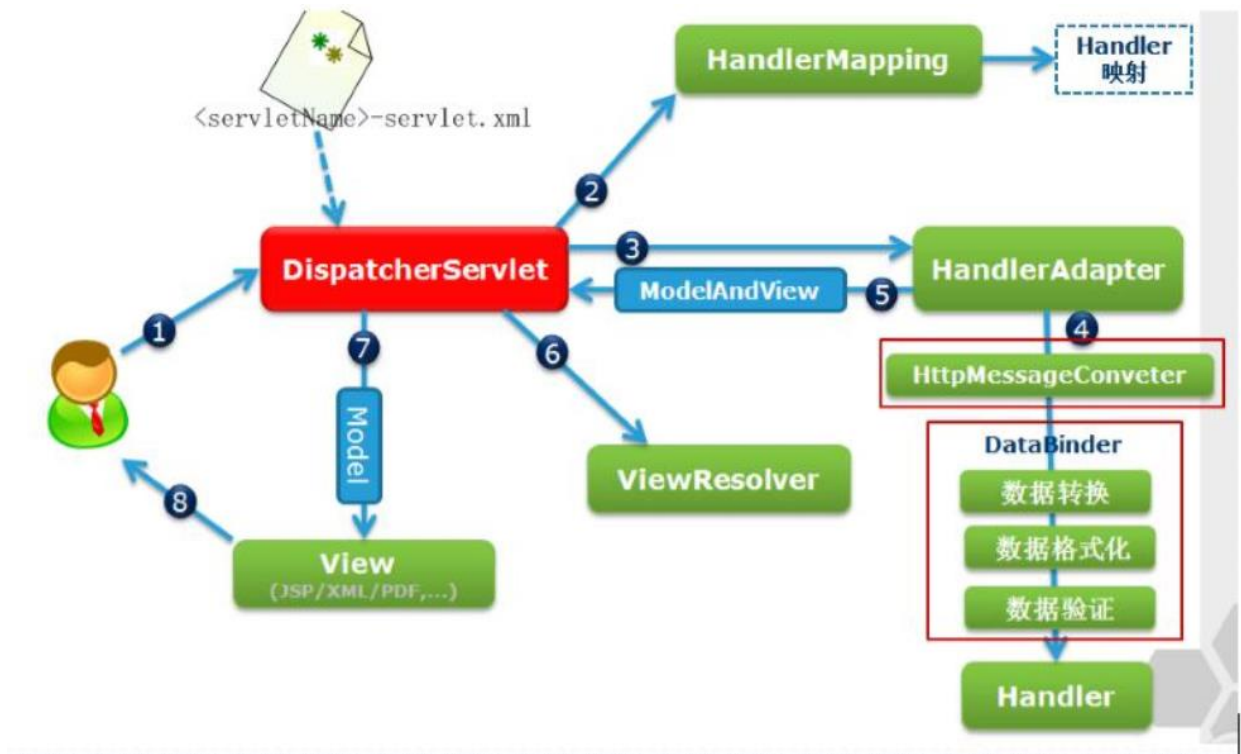 HandlerMapping
Handler
映射
<servletName>-servlet.xml
2
DispatcherServlet
3
HandlerAdapter
ModelAndView
5
1
7
6
4
HttpMessageConveter
Model
DataBinder
ViewResolver
数据转换
8
数据格式化
View
(JSP/XML/PDF,...)
数据验证
Handler